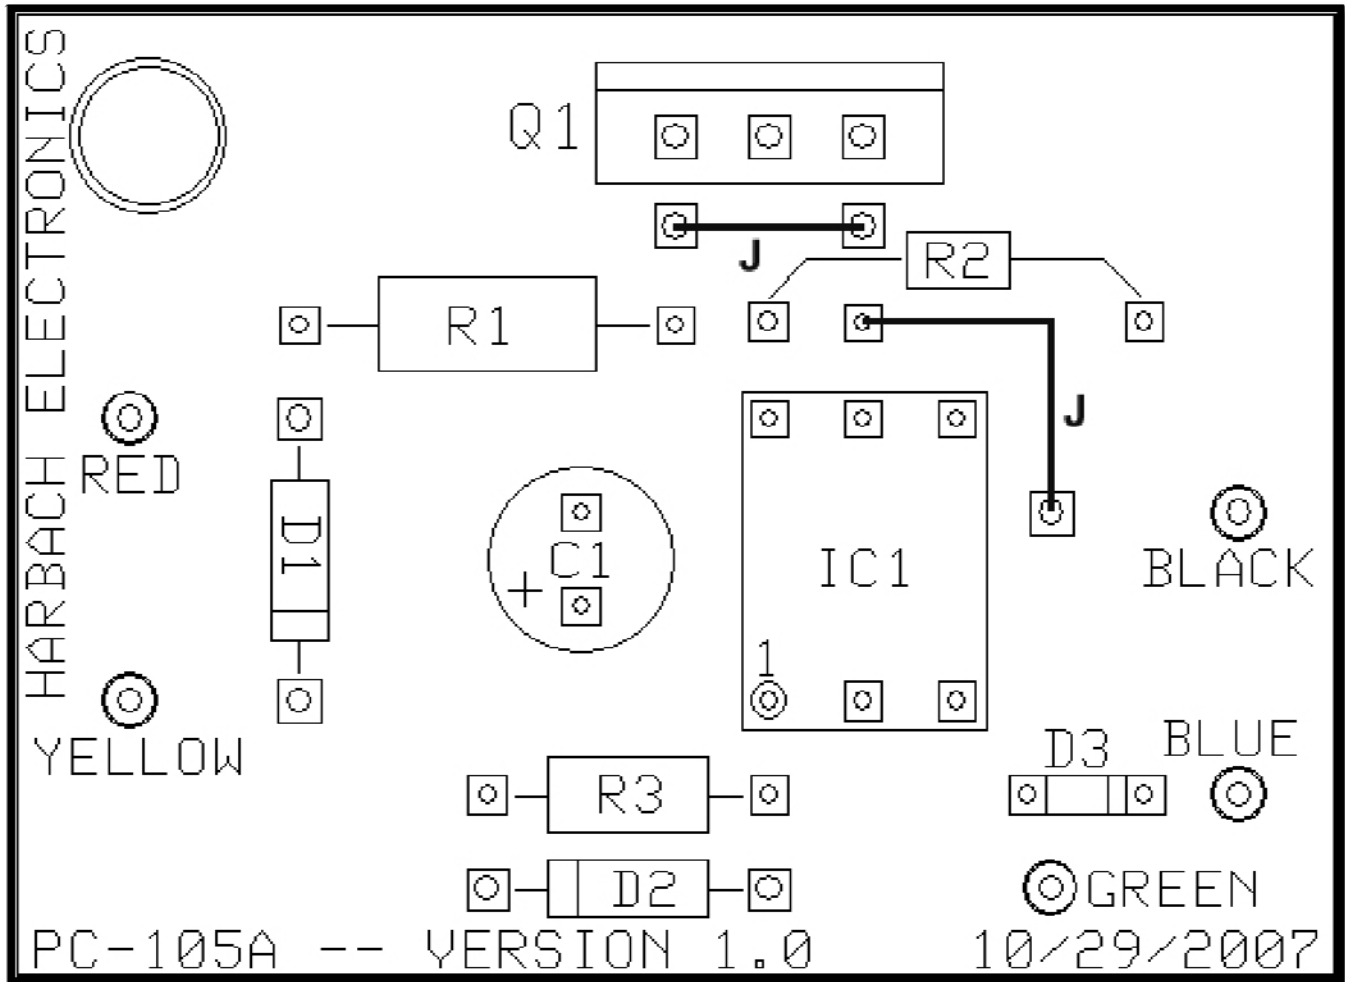 HARBACH ELECTRONICS
Q1
J
R2
R1
J
RED
D1
C1
+
IC1
BLACK
1
YELLOW
D3
BLUE
R3
D2
GREEN
PC-105A -- VERSION 1.0
10/29/2007